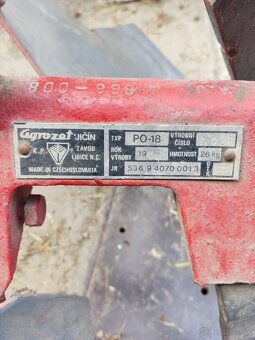 800-998
agrozet JIČÍN
K.P. ZÁVOD
LIBICE N.C.
MADE IN CZECHOSLOVAKIA
TYP PO-18 VÝROBNÍ ČÍSLO
ROK VÝROBY 19 HMOTNOST 26 kg
JK 536 9 4070 0013